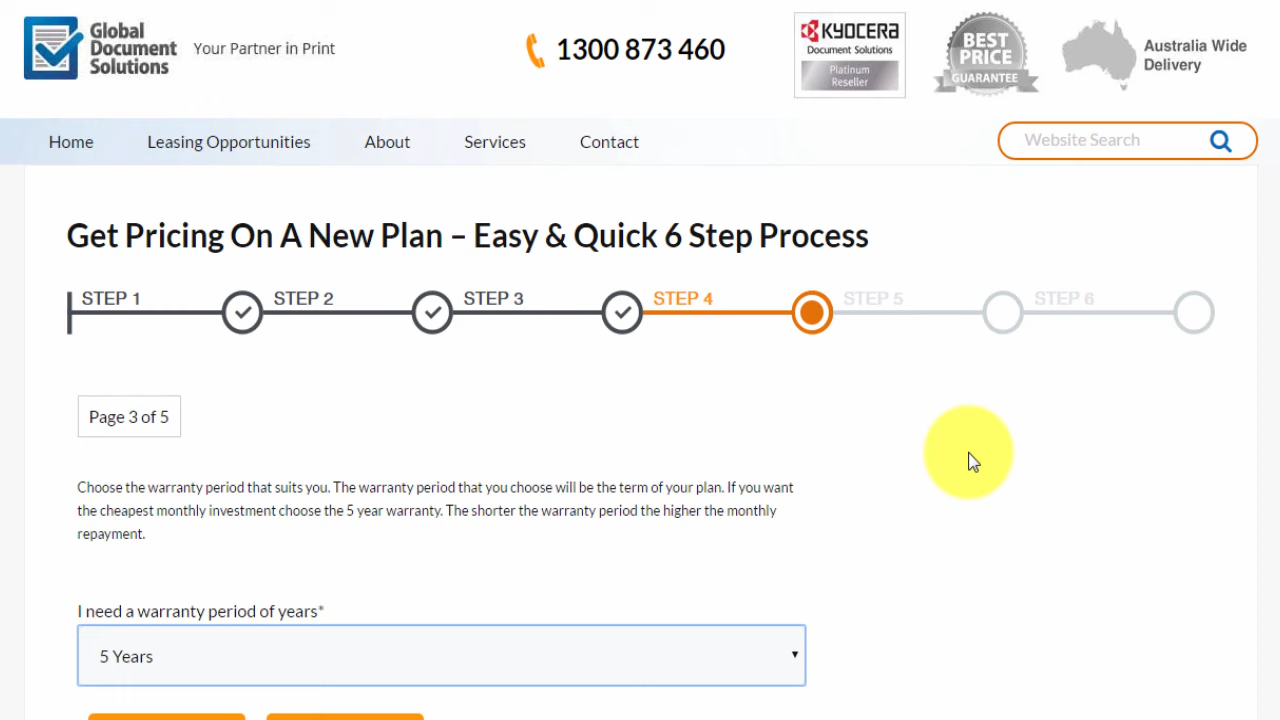 Global
Document
Solutions
Your Partner in Print
1300 873 460
KYOCERA
Document Solutions
Platinum
Reseller
BEST
PRICE
GUARANTEE
Australia Wide
Delivery
Home Leasing Opportunities About Services Contact
Website Search
Get Pricing On A New Plan – Easy & Quick 6 Step Process
STEP 1 STEP 2 STEP 3 STEP 4 STEP 5 STEP 6
Page 3 of 5
Choose the warranty period that suits you. The warranty period that you choose will be the term of your plan. If you want
the cheapest monthly investment choose the 5 year warranty. The shorter the warranty period the higher the monthly
repayment.
I need a warranty period of years*
5 Years